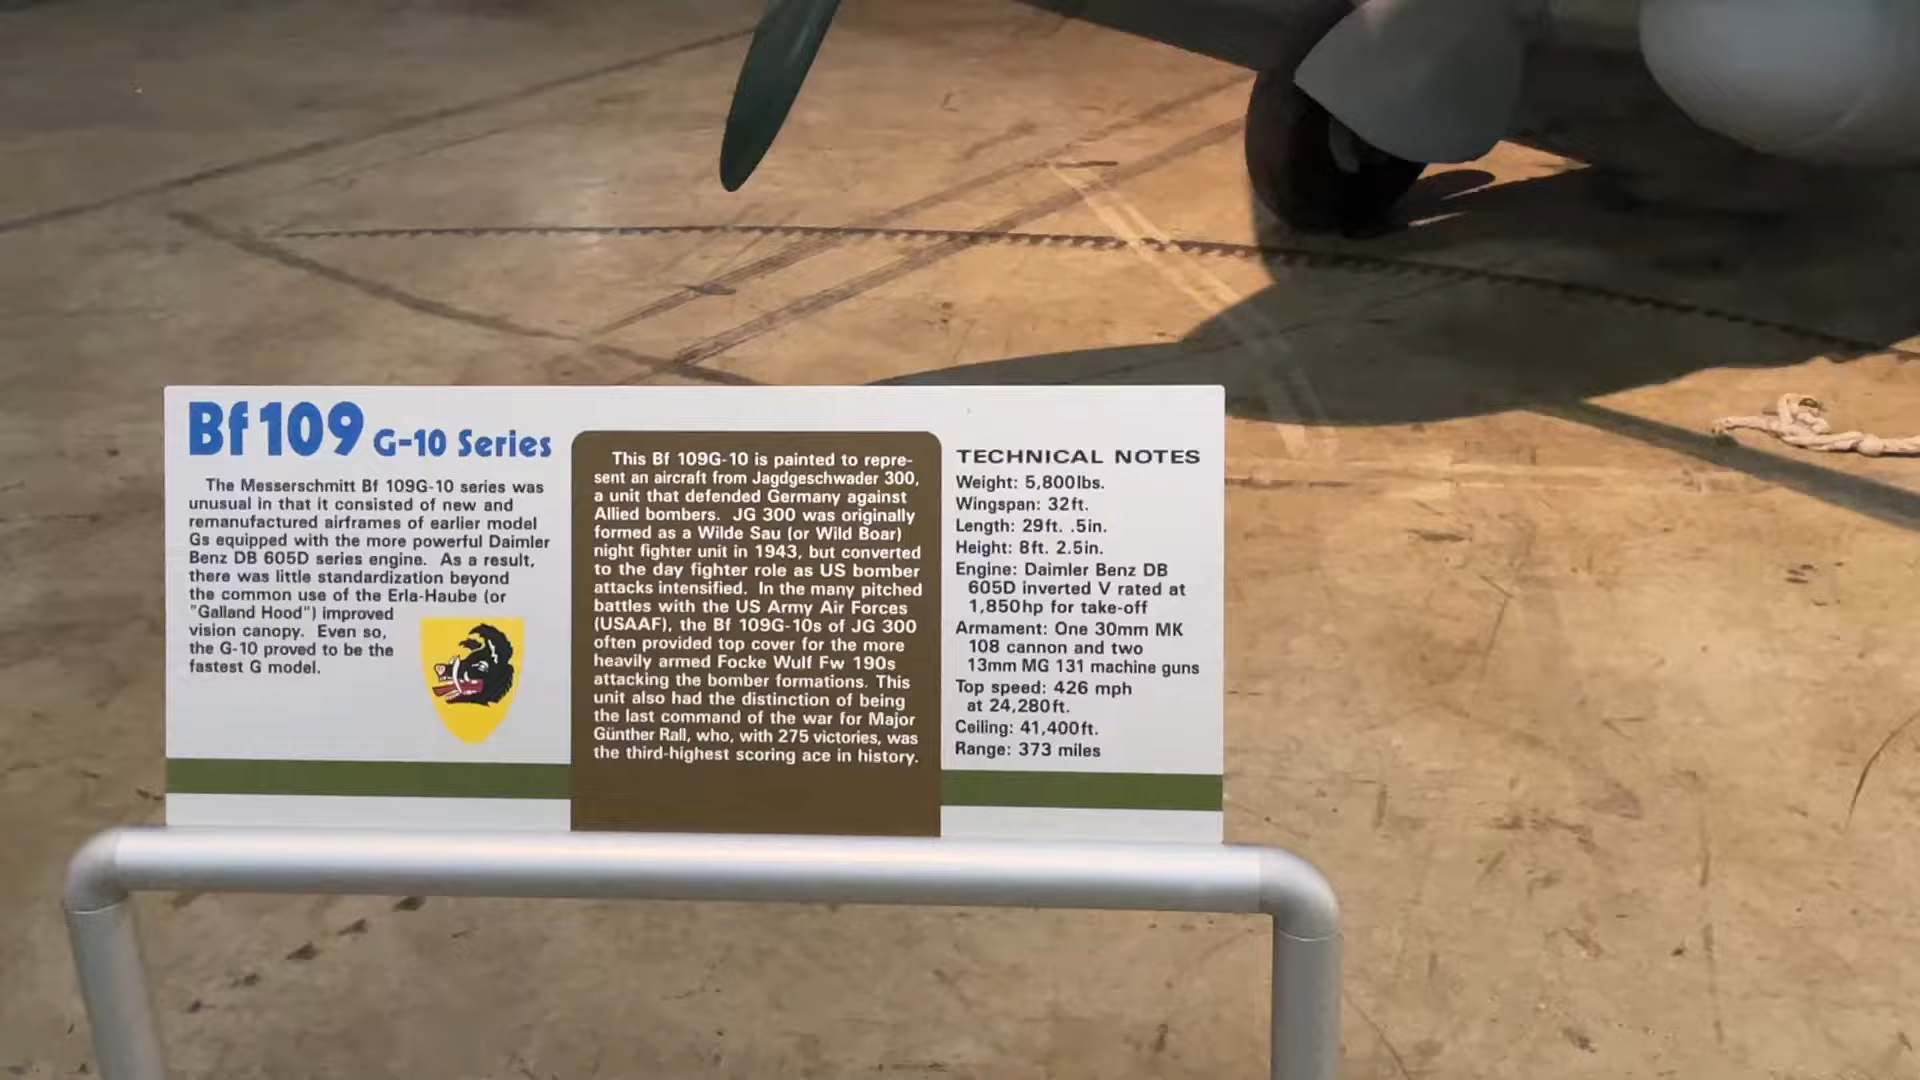 Bf 109 G-10 Series
The Messerschmitt Bf 109G-10 series was
unusual in that it consisted of new and
remanufactured airframes of earlier model
Gs equipped with the more powerful Daimler
Benz DB 605D series engine. As a result,
there was little standardization beyond
the common use of the Erla-Haube (or
"Galland Hood") improved
vision canopy. Even so,
the G-10 proved to be the
fastest G model.
This Bf 109G-10 is painted to repre-
sent an aircraft from Jagdgeschwader 300,
a unit that defended Germany against
Allied bombers. JG 300 was originally
formed as a Wilde Sau (or Wild Boar)
night fighter unit in 1943, but converted
to the day fighter role as US bomber
attacks intensified. In the many pitched
battles with the US Army Air Forces
(USAAF), the Bf 109G-10s of JG 300
often provided top cover for the more
heavily armed Focke Wulf Fw 190s
attacking the bomber formations. This
unit also had the distinction of being
the last command of the war for Major
Günther Rall, who, with 275 victories, was
the third-highest scoring ace in history.
TECHNICAL NOTES
Weight: 5,800lbs.
Wingspan: 32ft.
Length: 29ft. .5in.
Height: 8ft. 2.5in.
Engine: Daimler Benz DB
605D inverted V rated at
1,850hp for take-off
Armament: One 30mm MK
108 cannon and two
13mm MG 131 machine guns
Top speed: 426 mph
at 24,280ft.
Ceiling: 41,400ft.
Range: 373 miles